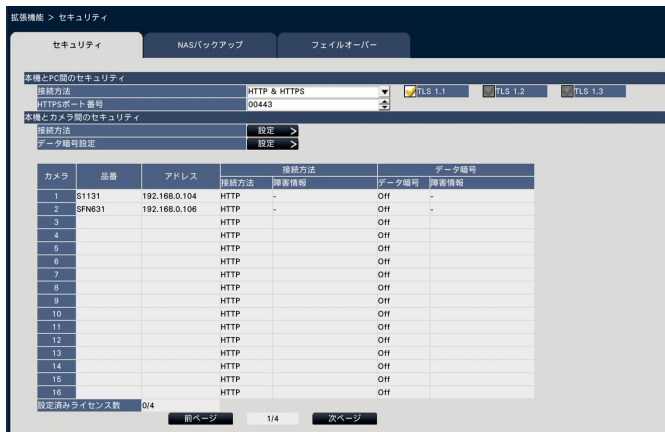 拡張機能 > セキュリティ
セキュリティ NASバックアップ フェイルオーバー
本機とPC間のセキュリティ
接続方法 HTTP & HTTPS TLS 1.1 TLS 1.2 TLS 1.3
HTTPSポート番号 00443
本機とカメラ間のセキュリティ
接続方法 設定 >
データ暗号設定 設定 >
カメラ 品番 アドレス 接続方法 データ暗号
接続方法 障害情報 データ暗号 障害情報
1 S1131 192.168.0.104 HTTP - Off -
2 SFN631 192.168.0.106 HTTP - Off -
3 HTTP Off
4 HTTP Off
5 HTTP Off
6 HTTP Off
7 HTTP Off
8 HTTP Off
9 HTTP Off
10 HTTP Off
11 HTTP Off
12 HTTP Off
13 HTTP Off
14 HTTP Off
15 HTTP Off
16 HTTP Off
設定済みライセンス数 0/4
前ページ 1/4 次ページ